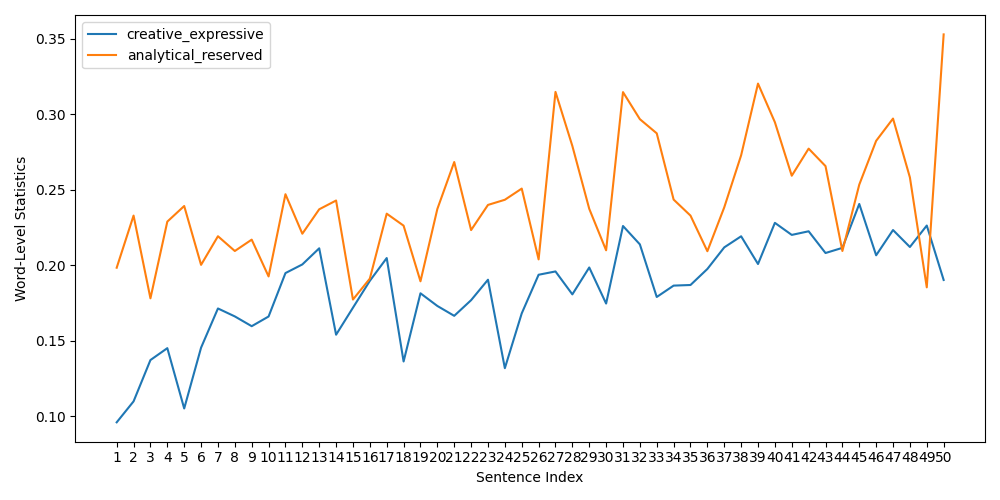 creative_expressive
analytical_reserved
0.35
0.30
0.25
0.20
0.15
0.10
Word-Level Statistics
1 2 3 4 5 6 7 8 9 10 11 12 13 14 15 16 17 18 19 20 21 22 23 24 25 26 27 28 29 30 31 32 33 34 35 36 37 38 39 40 41 42 43 44 45 46 47 48 49 50
Sentence Index